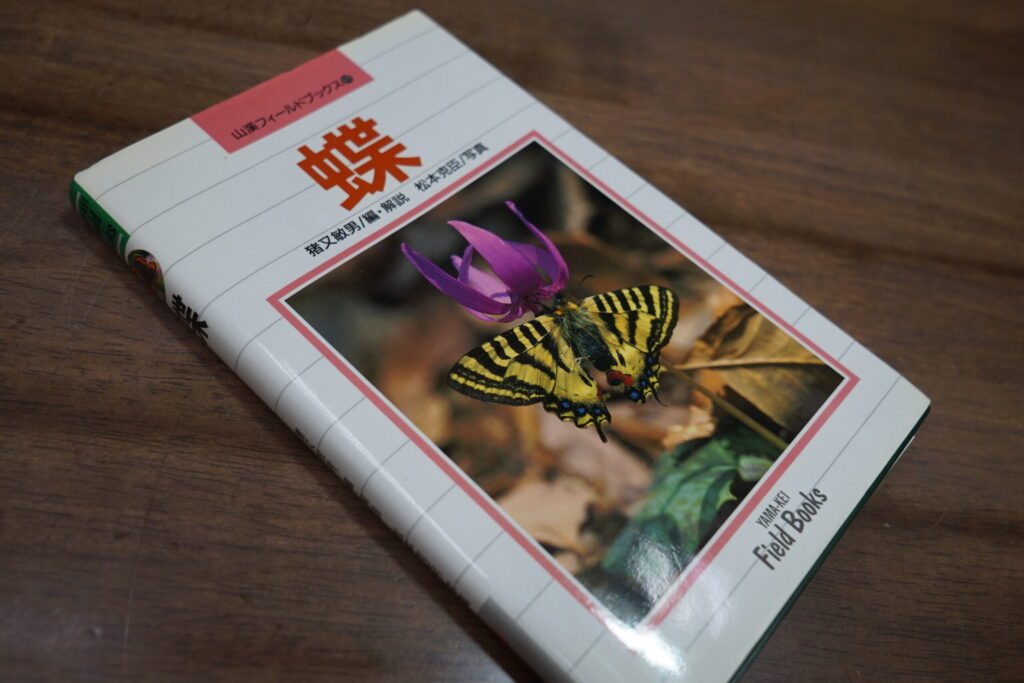 山溪フィールドブックス
蝶
猪又敏男/編・解説 松本克臣/写真
YAMA-KEI
Field Books
蝶